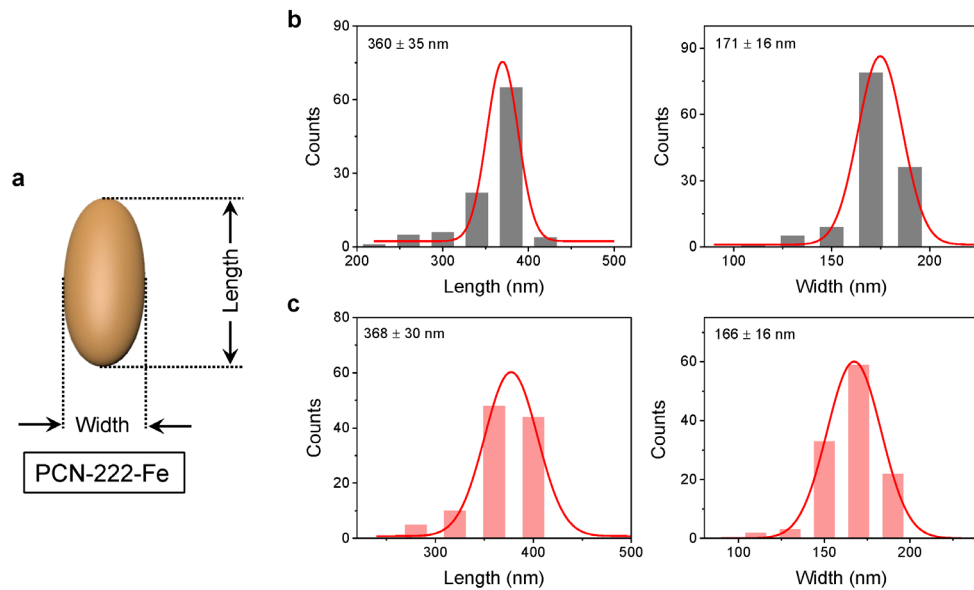 a
Length
Width
PCN-222-Fe
b
360 ± 35 nm
90
60
30
0
Counts
200
300
400
500
Length (nm)
171 ± 16 nm
90
60
30
0
Counts
100
150
200
Width (nm)
c
368 ± 30 nm
80
60
40
20
0
Counts
300
400
500
Length (nm)
166 ± 16 nm
80
60
40
20
0
Counts
100
150
200
Width (nm)